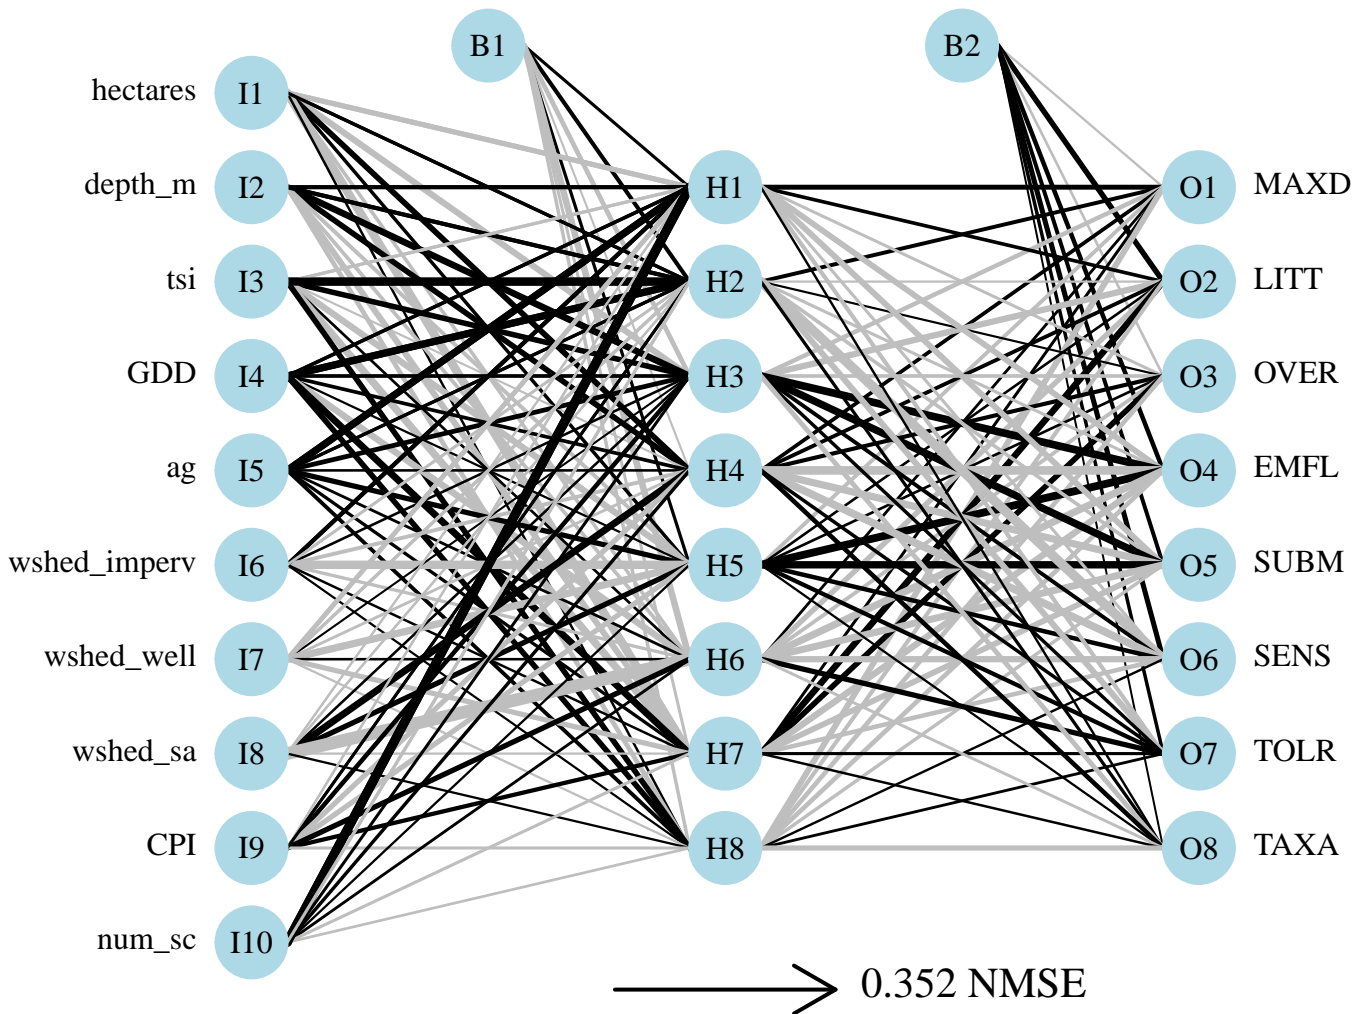 B1 B2
hectares I1
depth_m I2 H1 O1 MAXD
tsi I3 H2 O2 LITT
GDD I4 H3 O3 OVER
ag I5 H4 O4 EMFL
wshed_imperv I6 H5 O5 SUBM
wshed_well I7 H6 O6 SENS
wshed_sa I8 H7 O7 TOLR
CPI I9 H8 O8 TAXA
num_sc I10
0.352 NMSE